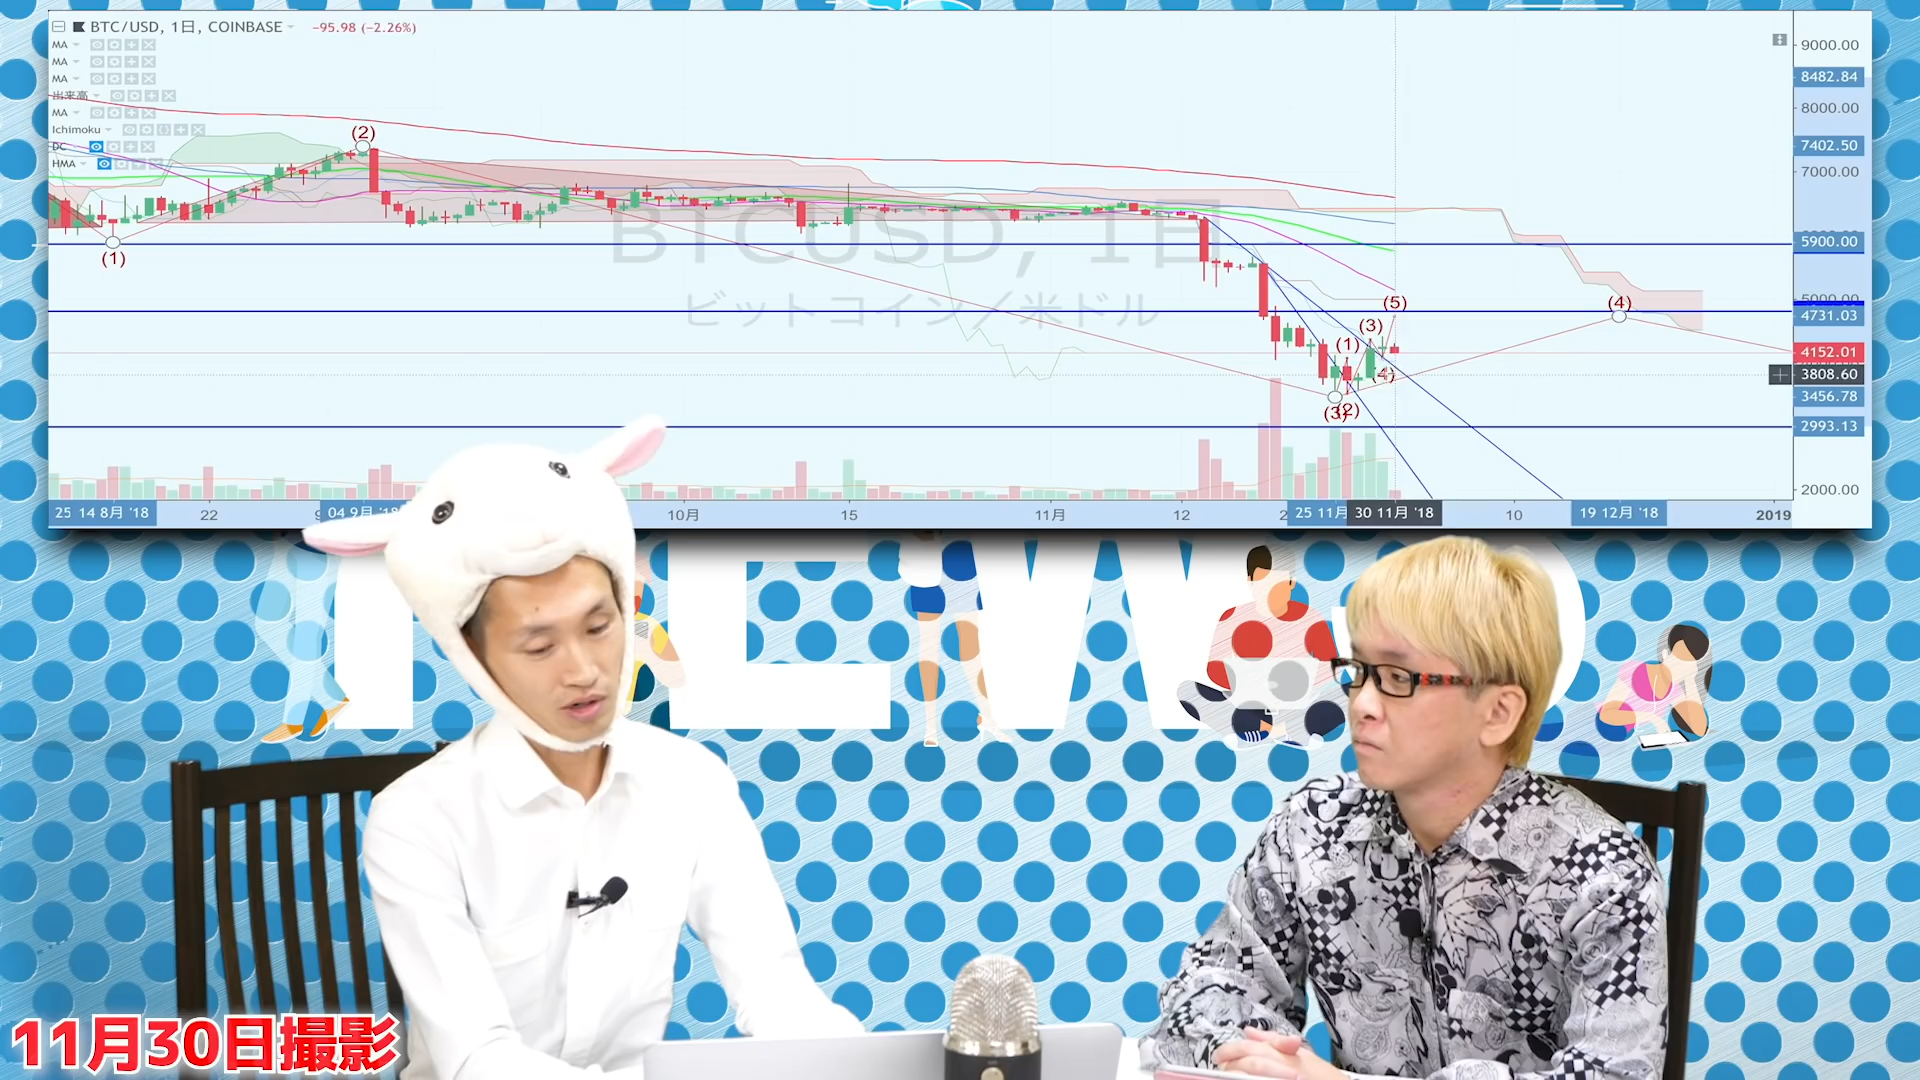 BTC/USD, 1日, COINBASE −95.98 (−2.26%)
MA
MA
MA
出来高
MA
Ichimoku
DC
HMA
BTCUSD, 1日
ビットコイン／米ドル
(1)
(2)
(3)
(1)
(2)
(3)
(4)
(5)
(4)
9000.00
8482.84
8000.00
7402.50
7000.00
5900.00
5000.00
4731.03
4152.01
3808.60
3456.78
2993.13
2000.00
25 14 8月 '18
22
04 9月 '18
10月
15
11月
12
25 11月
30 11月 '18
10
19 12月 '18
2019
NEWS
11月30日撮影